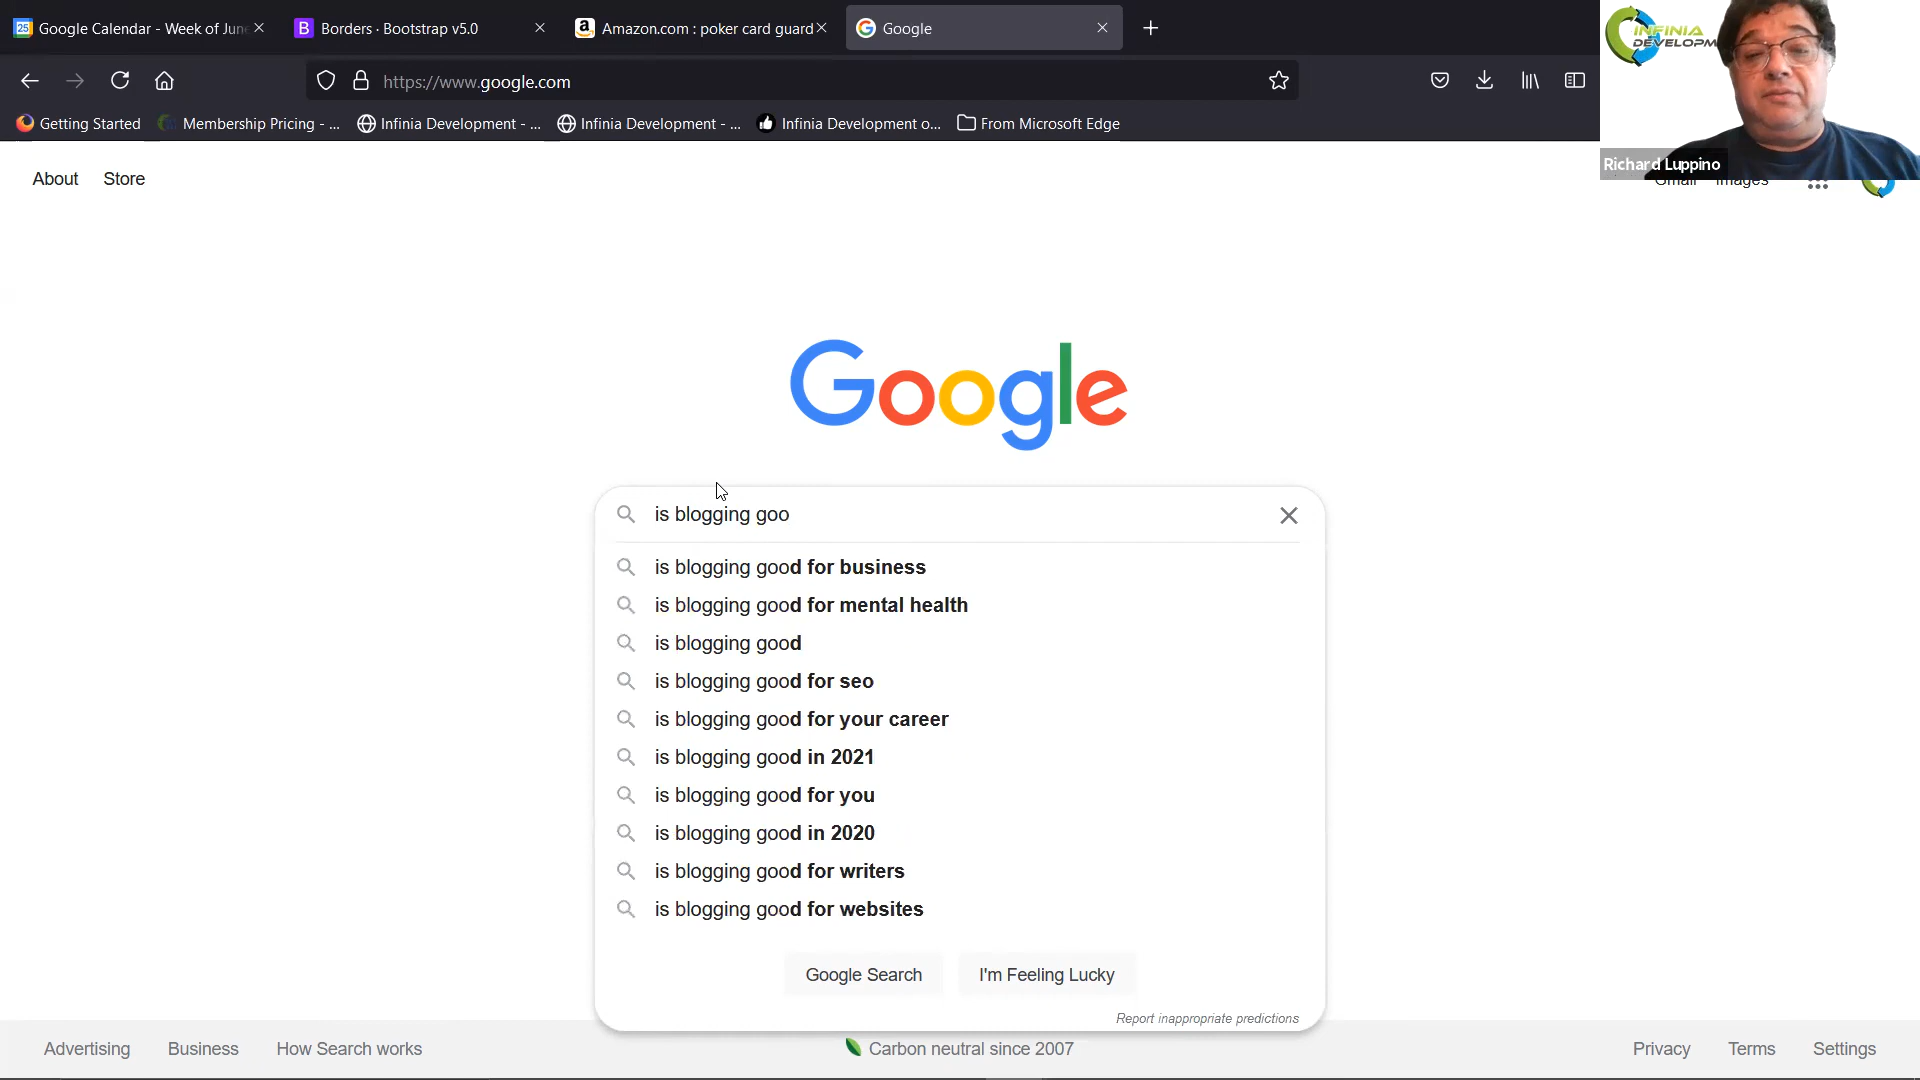 Google Calendar - Week of June
Borders · Bootstrap v5.0
Amazon.com : poker card guard
Google
https://www.google.com
Getting Started
Membership Pricing - ...
Infinia Development - ...
Infinia Development - ...
Infinia Development o...
From Microsoft Edge
INFINIA
DEVELOPM
Richard Luppino
About
Store
Gmail
Images
Google
is blogging goo
is blogging good for business
is blogging good for mental health
is blogging good
is blogging good for seo
is blogging good for your career
is blogging good in 2021
is blogging good for you
is blogging good in 2020
is blogging good for writers
is blogging good for websites
Google Search
I'm Feeling Lucky
Report inappropriate predictions
Advertising
Business
How Search works
Carbon neutral since 2007
Privacy
Terms
Settings